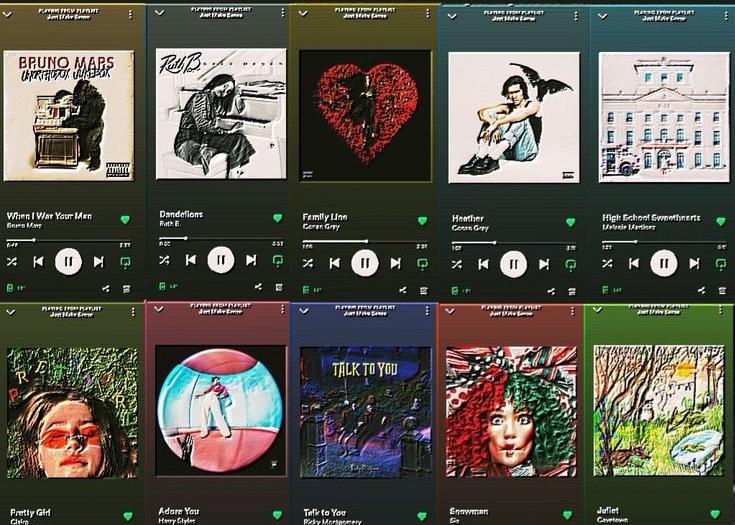 PLAYING FROM PLAYLIST
Just Make Sense
BRUNO MARS
UNORTHODOX JUKEBOX
When I Was Your Man
Bruno Mars
PLAYING FROM PLAYLIST
Just Make Sense
Ruth B.
SAFE HAVEN
Dandelions
Ruth B.
PLAYING FROM PLAYLIST
Just Make Sense
Family Line
Conan Gray
PLAYING FROM PLAYLIST
Just Make Sense
Heather
Conan Gray
PLAYING FROM PLAYLIST
Just Make Sense
High School Sweethearts
Melanie Martinez
PLAYING FROM PLAYLIST
Just Make Sense
PRETTY GIRL
Pretty Girl
Clairo
PLAYING FROM PLAYLIST
Just Make Sense
Adore You
Harry Styles
PLAYING FROM PLAYLIST
Just Make Sense
TALK TO YOU
Talk to You
Ricky Montgomery
PLAYING FROM PLAYLIST
Just Make Sense
Snowman
Sia
PLAYING FROM PLAYLIST
Just Make Sense
Juliet
Cavetown